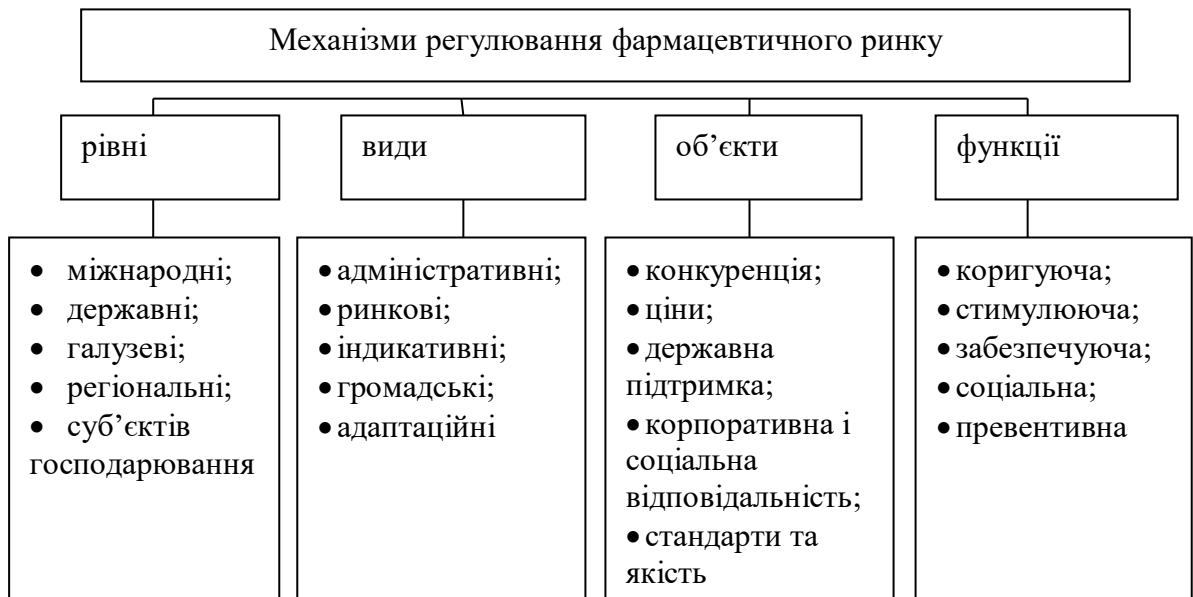 Механізми регулювання фармацевтичного ринку
рівні
види
об’єкти
функції
• міжнародні;
• державні;
• галузеві;
• регіональні;
• суб’єктів
господарювання
• адміністративні;
• ринкові;
• індикативні;
• громадські;
• адаптаційні
• конкуренція;
• ціни;
• державна
підтримка;
• корпоративна і
соціальна
відповідальність;
• стандарти та
якість
• коригуюча;
• стимулююча;
• забезпечуюча;
• соціальна;
• превентивна